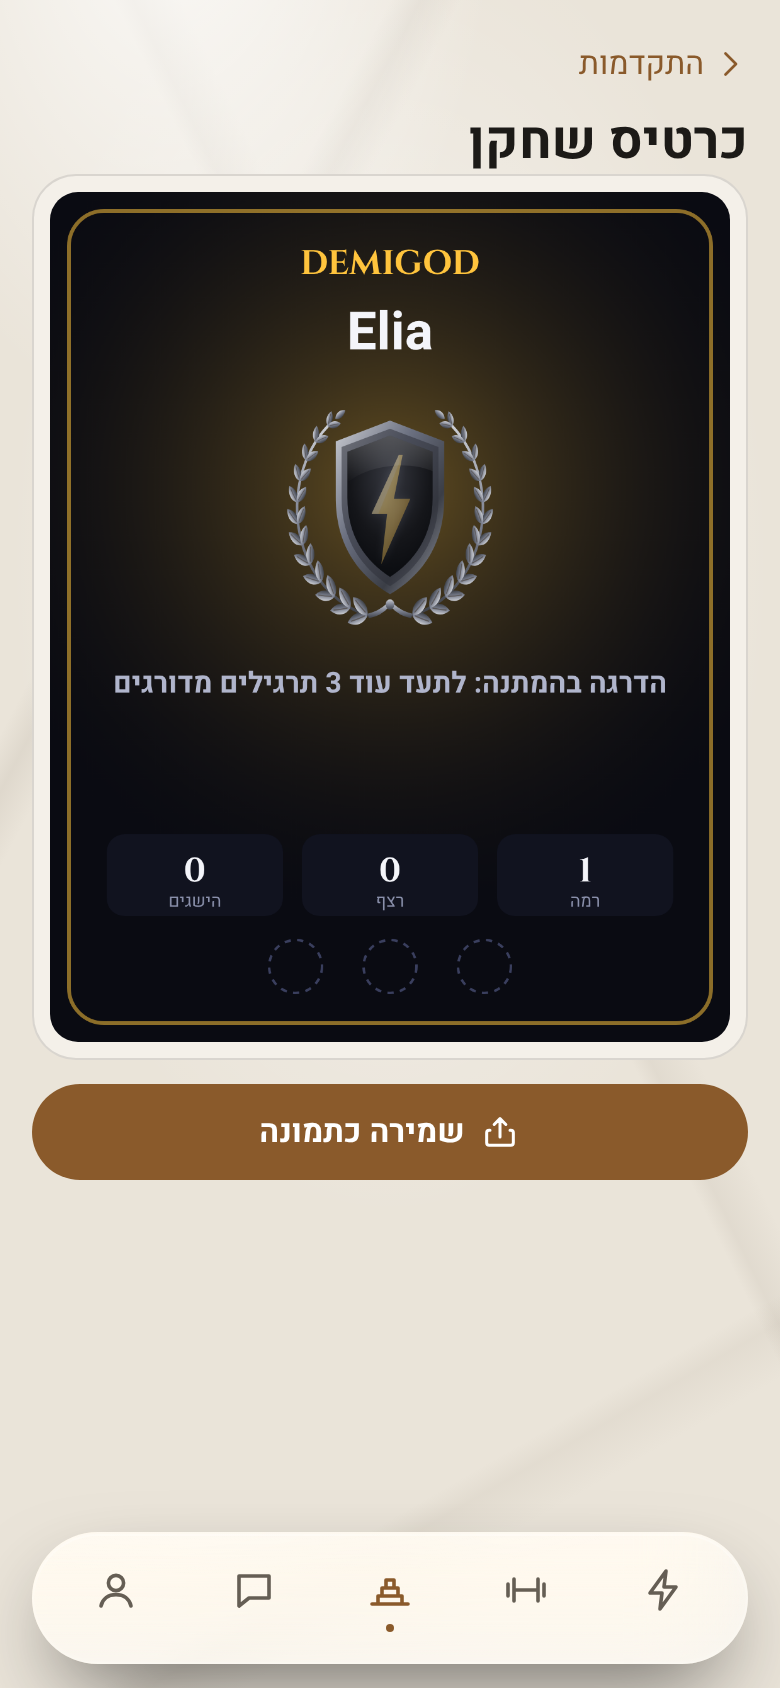 התקדמות
כרטיס שחקן
DEMIGOD
Elia
הדרגה בהמתנה: לתעד עוד 3 תרגילים מדורגים
1
רמה
0
רצף
0
הישגים
שמירה כתמונה